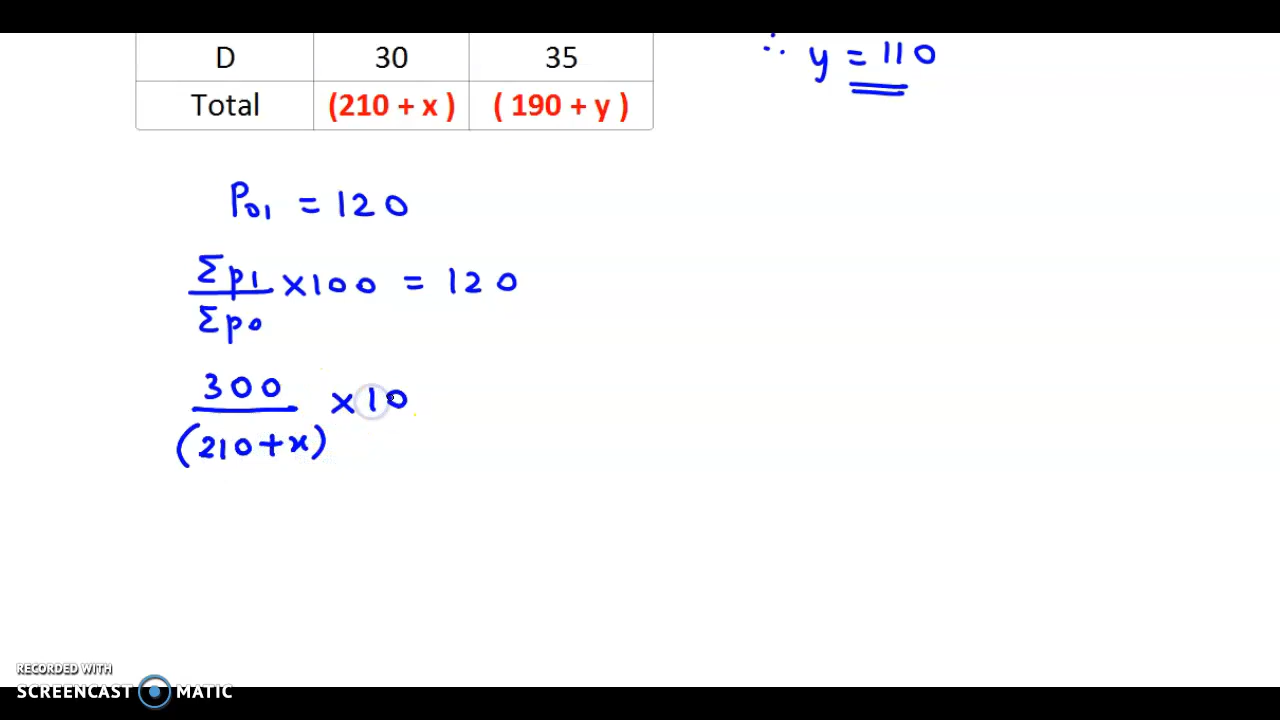 D 30 35
∴ y = 110
Total (210 + x ) ( 190 + y )
P01 = 120
Σp1 / Σp0 × 100 = 120
300 / (210 + x) × 10
RECORDED WITH
SCREENCAST MATIC